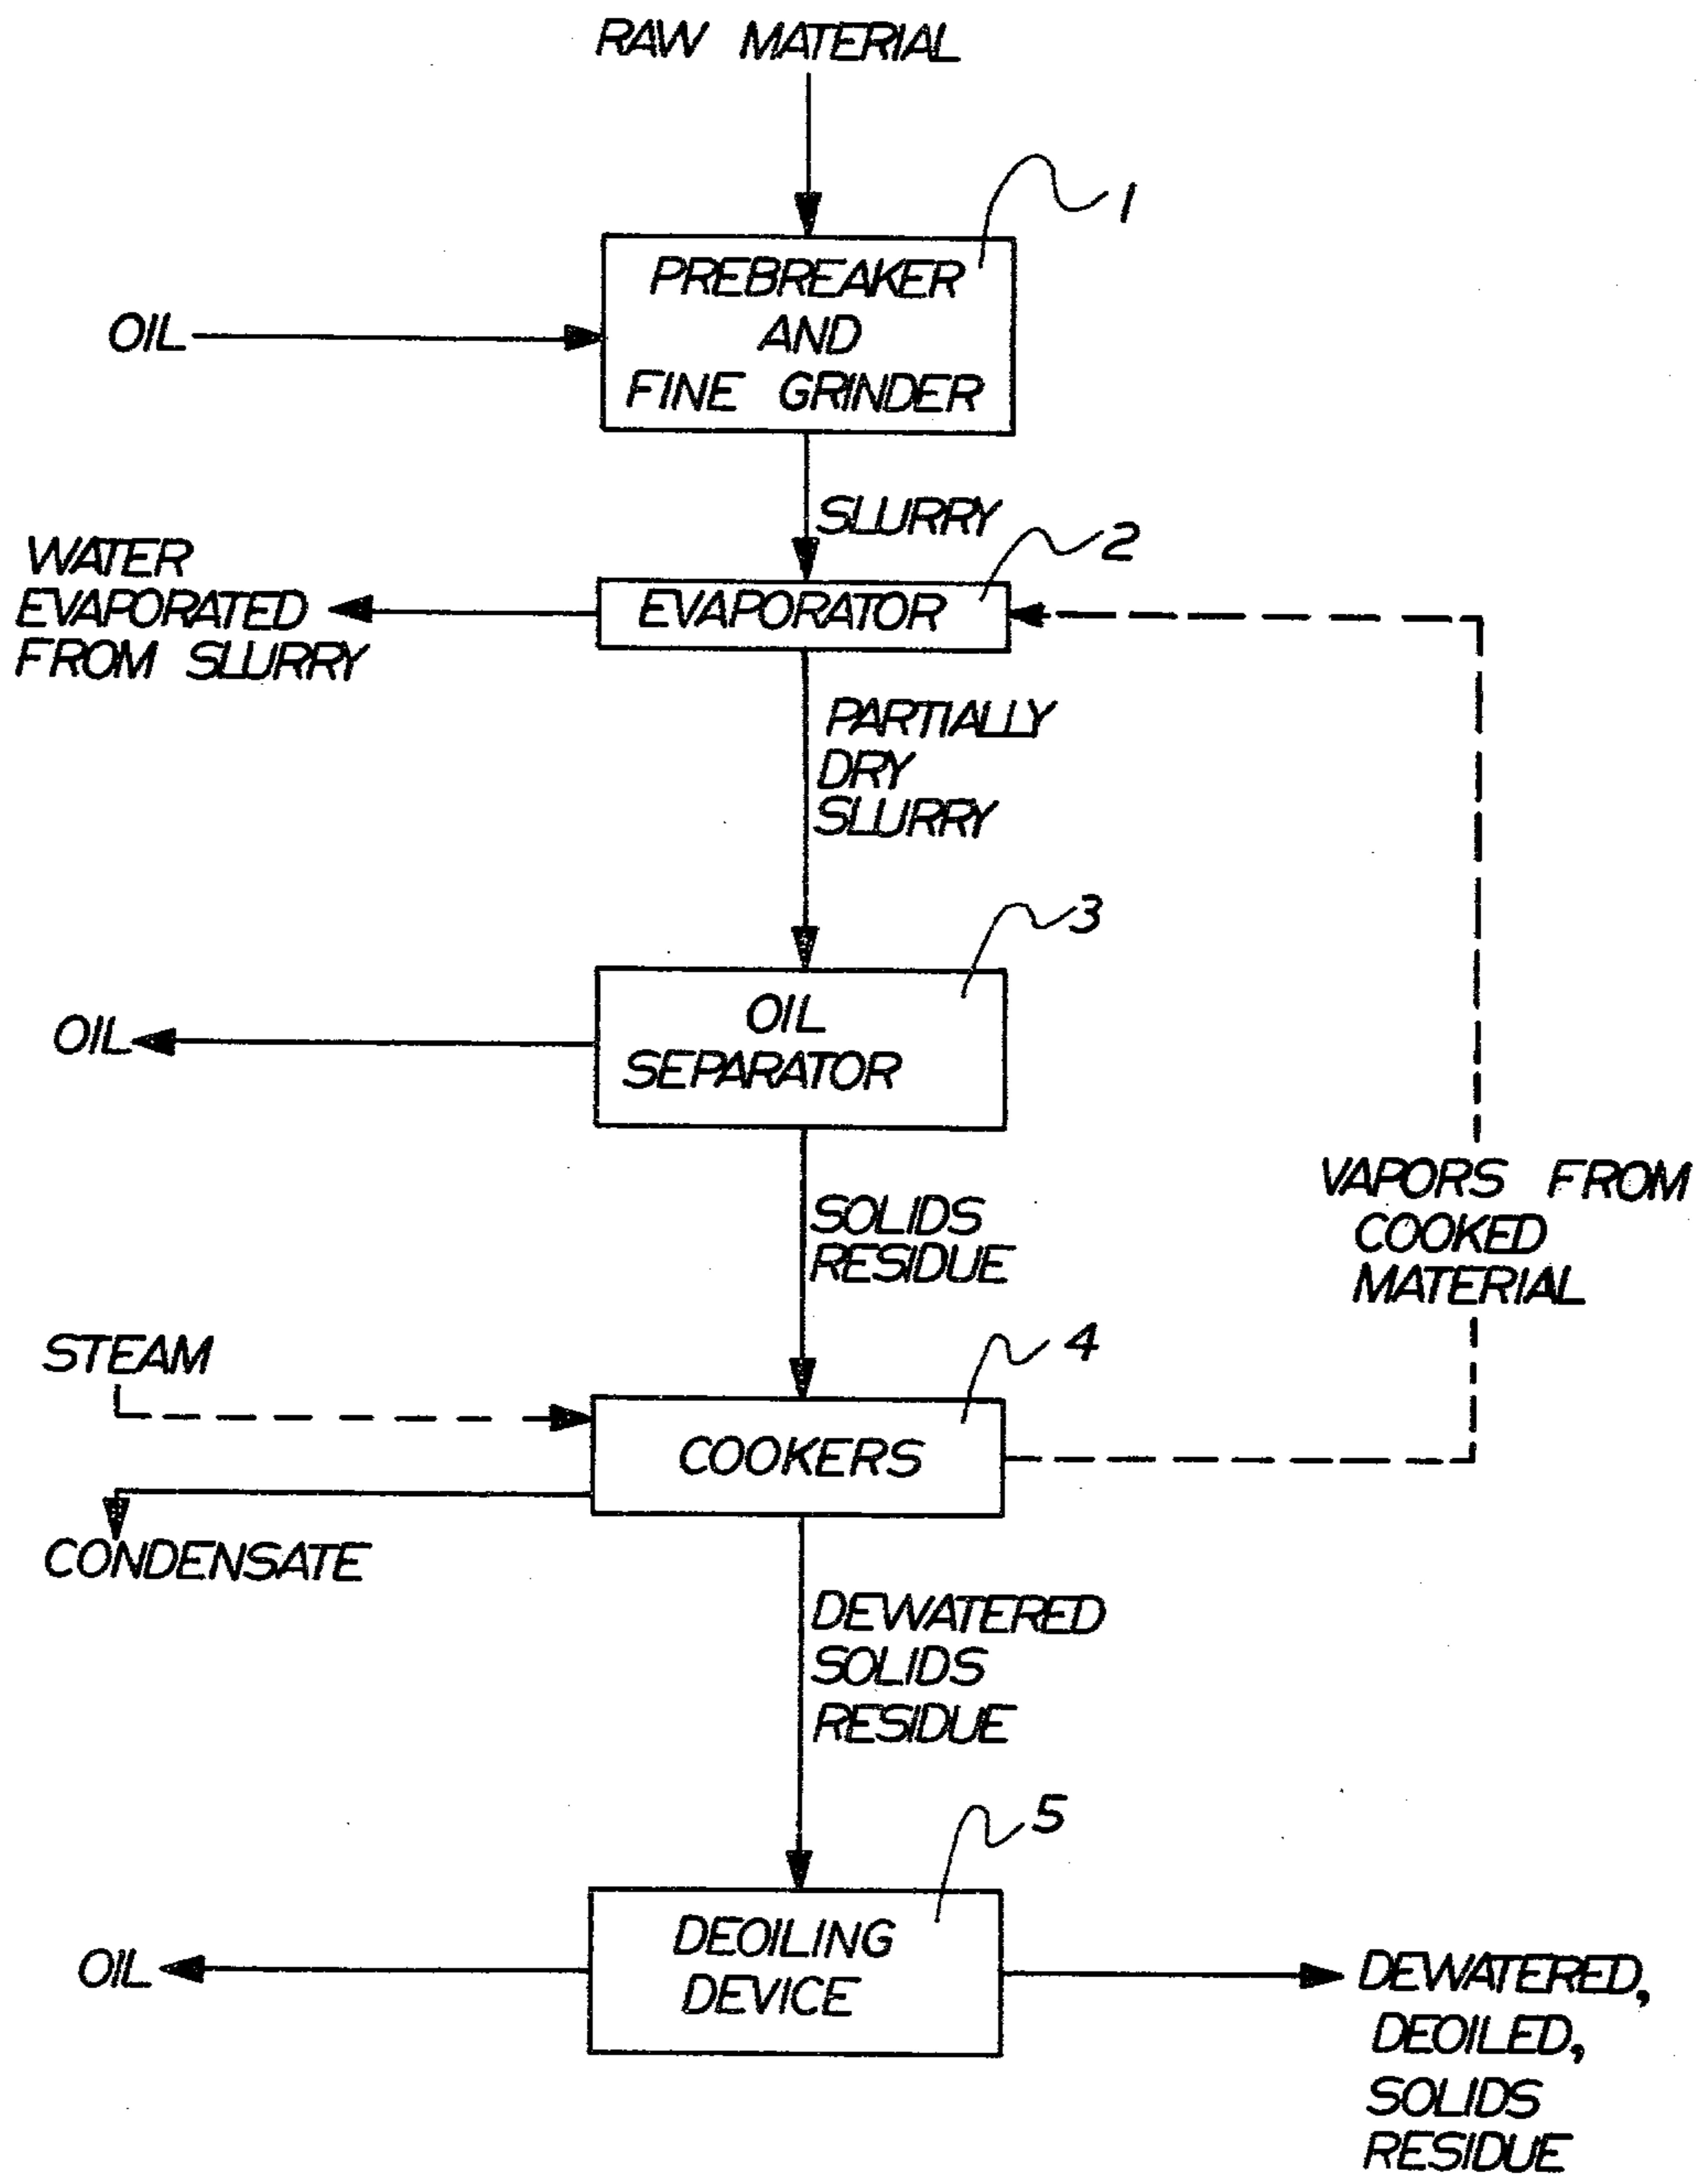 RAW MATERIAL
1
PREBREAKER
AND
FINE GRINDER
OIL
SLURRY
2
WATER
EVAPORATED
FROM SLURRY
EVAPORATOR
PARTIALLY
DRY
SLURRY
3
OIL
SEPARATOR
OIL
VAPORS FROM
COOKED
MATERIAL
SOLIDS
RESIDUE
STEAM
4
COOKERS
CONDENSATE
DEWATERED
SOLIDS
RESIDUE
5
DEOILING
DEVICE
OIL
DEWATERED,
DEOILED,
SOLIDS
RESIDUE